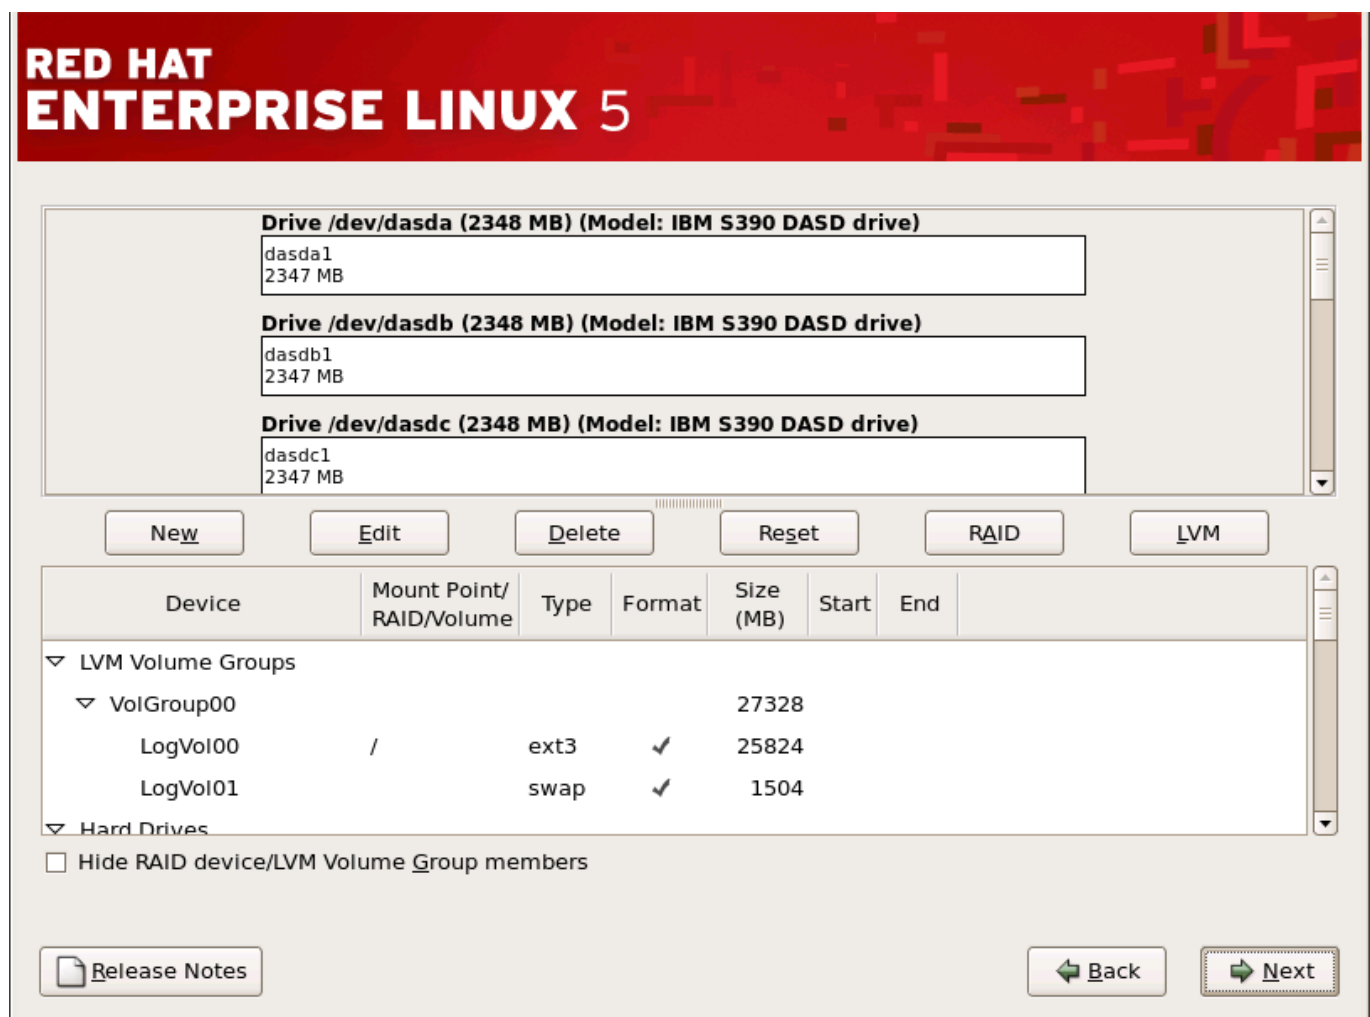 RED HAT
ENTERPRISE LINUX 5
Drive /dev/dasda (2348 MB) (Model: IBM S390 DASD drive)
dasda1
2347 MB
Drive /dev/dasdb (2348 MB) (Model: IBM S390 DASD drive)
dasdb1
2347 MB
Drive /dev/dasdc (2348 MB) (Model: IBM S390 DASD drive)
dasdc1
2347 MB
New Edit Delete Reset RAID LVM
Device Mount Point/ RAID/Volume Type Format Size (MB) Start End
LVM Volume Groups
VolGroup00 27328
LogVol00 / ext3 25824
LogVol01 swap 1504
Hard Drives
Hide RAID device/LVM Volume Group members
Release Notes Back Next